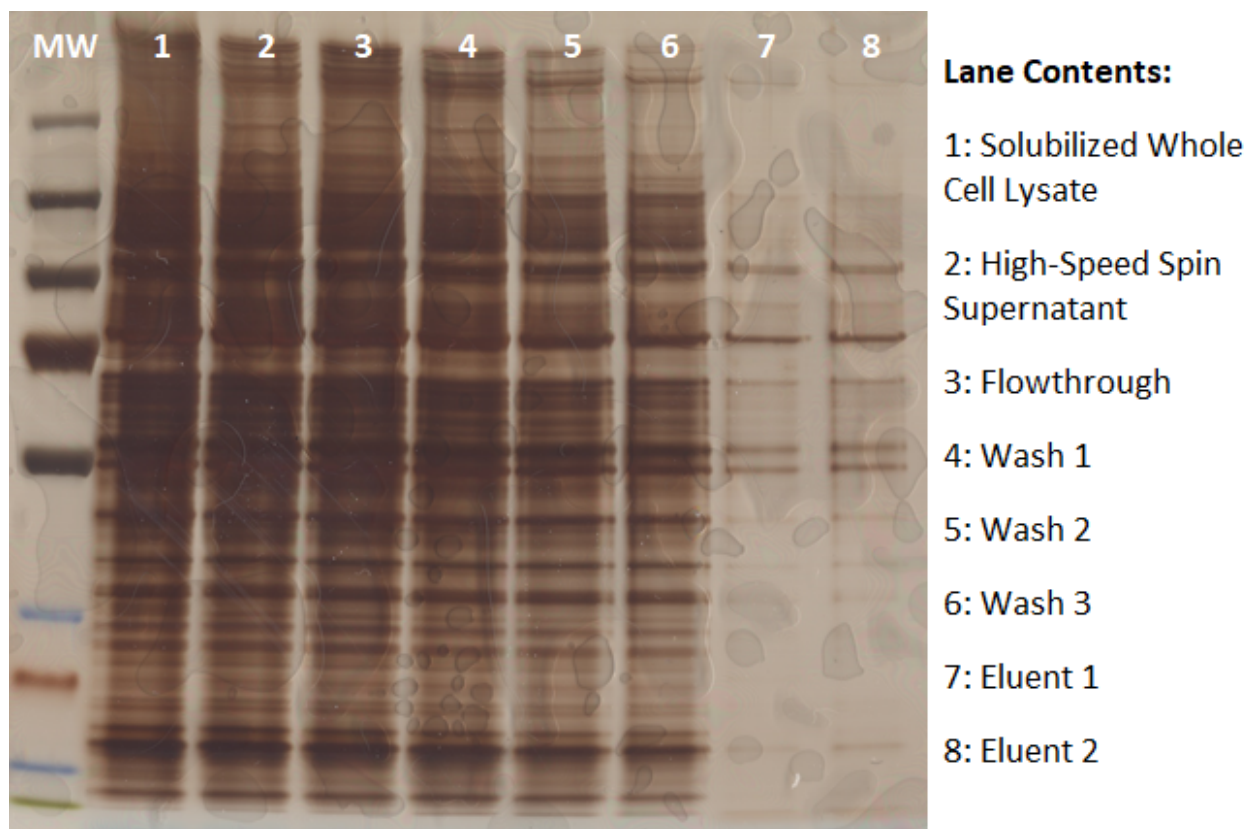 MW 1 2 3 4 5 6 7 8
Lane Contents:
1: Solubilized Whole
Cell Lysate
2: High-Speed Spin
Supernatant
3: Flowthrough
4: Wash 1
5: Wash 2
6: Wash 3
7: Eluent 1
8: Eluent 2